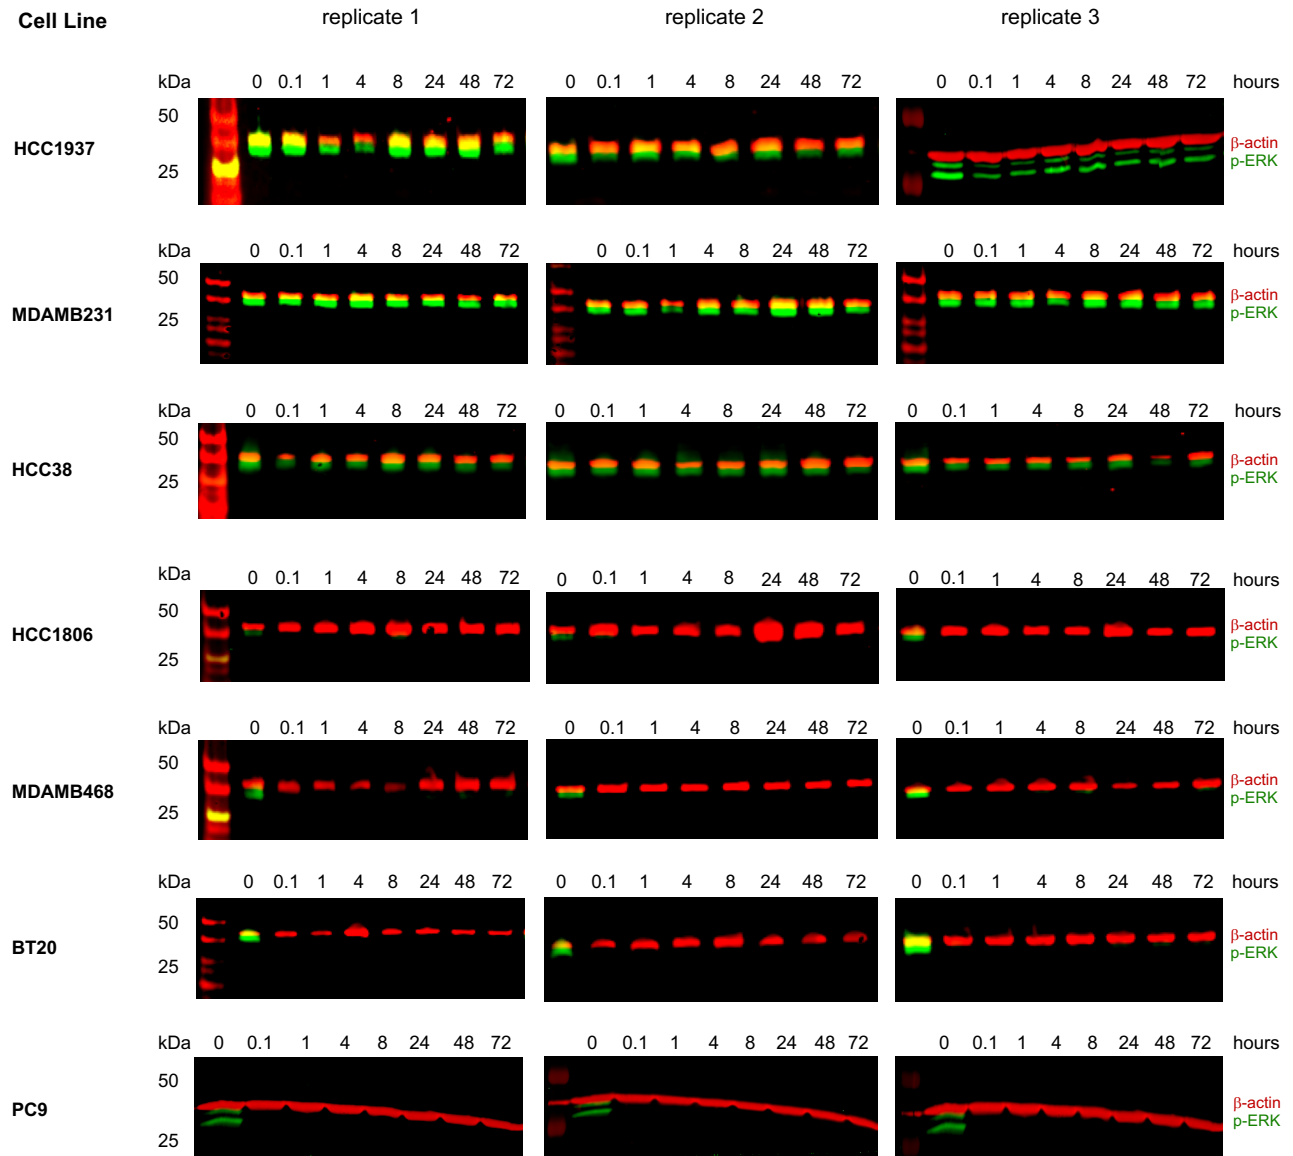 Cell Line replicate 1 replicate 2 replicate 3
kDa 0 0.1 1 4 8 24 48 72 0 0.1 1 4 8 24 48 72 0 0.1 1 4 8 24 48 72 hours
50
HCC1937 β-actin
p-ERK
25
kDa 0 0.1 1 4 8 24 48 72 0 0.1 1 4 8 24 48 72 0 0.1 1 4 8 24 48 72 hours
50
β-actin
MDAMB231 p-ERK
25
kDa 0 0.1 1 4 8 24 48 72 0 0.1 1 4 8 24 48 72 0 0.1 1 4 8 24 48 72 hours
50
β-actin
HCC38 p-ERK
25
kDa 0 0.1 1 4 8 24 48 72 0 0.1 1 4 8 24 48 72 0 0.1 1 4 8 24 48 72 hours
50
β-actin
HCC1806 p-ERK
25
kDa 0 0.1 1 4 8 24 48 72 0 0.1 1 4 8 24 48 72 0 0.1 1 4 8 24 48 72 hours
50
β-actin
MDAMB468 p-ERK
25
kDa 0 0.1 1 4 8 24 48 72 0 0.1 1 4 8 24 48 72 0 0.1 1 4 8 24 48 72 hours
50
β-actin
BT20 p-ERK
25
kDa 0 0.1 1 4 8 24 48 72 0 0.1 1 4 8 24 48 72 0 0.1 1 4 8 24 48 72 hours
50
β-actin
PC9 p-ERK
25